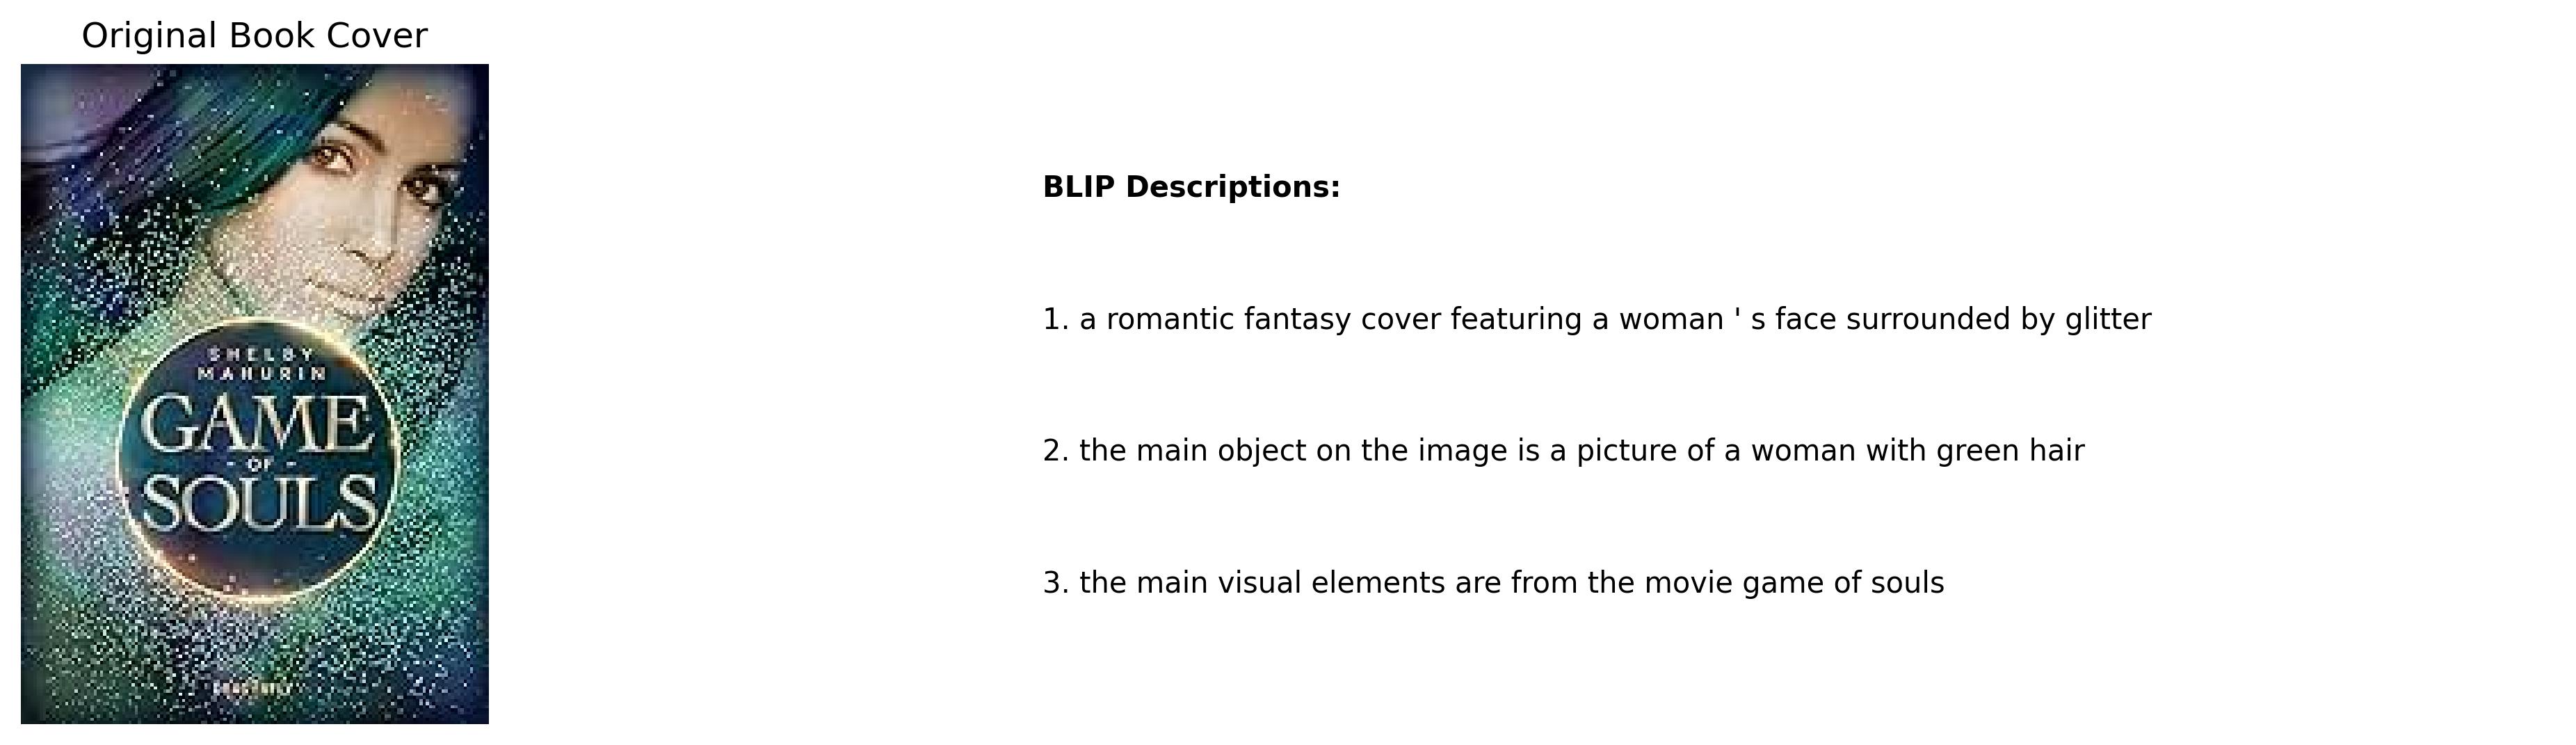 Original Book Cover
SHELBY
MAHURIN
GAME
- OF -
SOULS
BLIP Descriptions:
1. a romantic fantasy cover featuring a woman ' s face surrounded by glitter
2. the main object on the image is a picture of a woman with green hair
3. the main visual elements are from the movie game of souls